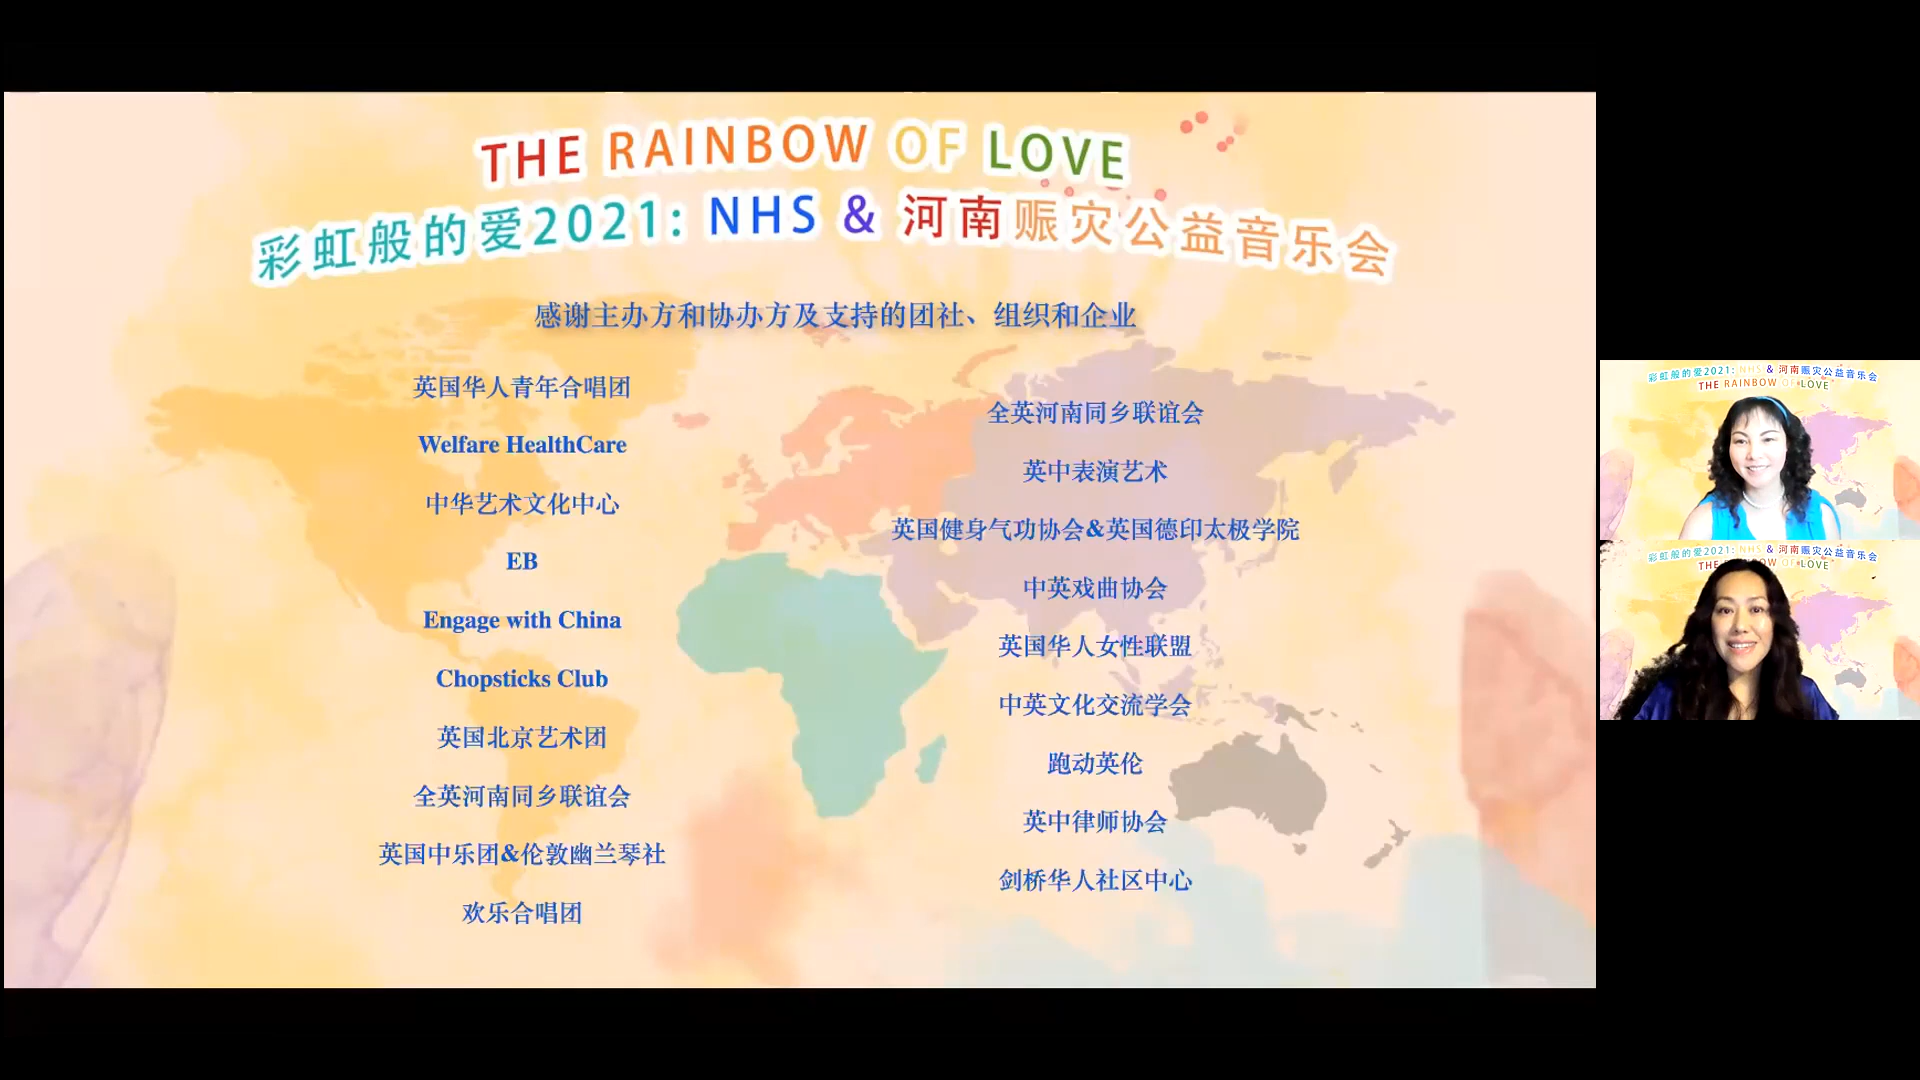 THE RAINBOW OF LOVE
彩虹般的爱2021: NHS & 河南赈灾公益音乐会
感谢主办方和协办方及支持的团社、组织和企业
英国华人青年合唱团
Welfare HealthCare
中华艺术文化中心
EB
Engage with China
Chopsticks Club
英国北京艺术团
全英河南同乡联谊会
英国中乐团&伦敦幽兰琴社
欢乐合唱团
全英河南同乡联谊会
英中表演艺术
英国健身气功协会&英国德印太极学院
中英戏曲协会
英国华人女性联盟
中英文化交流学会
跑动英伦
英中律师协会
剑桥华人社区中心
彩虹般的爱2021: NHS & 河南赈灾公益音乐会
THE RAINBOW OF LOVE
彩虹般的爱2021: NHS & 河南赈灾公益音乐会
THE OF LOVE